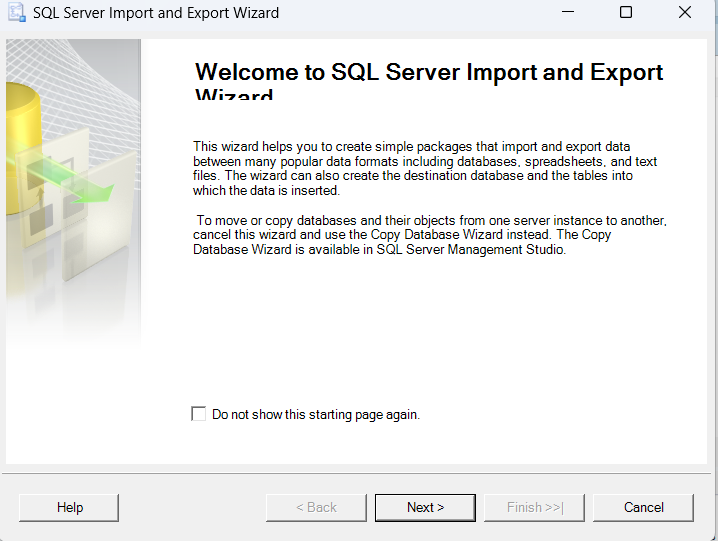 SQL Server Import and Export Wizard
Welcome to SQL Server Import and Export
Wizard
This wizard helps you to create simple packages that import and export data
between many popular data formats including databases, spreadsheets, and text
files. The wizard can also create the destination database and the tables into
which the data is inserted.
To move or copy databases and their objects from one server instance to another,
cancel this wizard and use the Copy Database Wizard instead. The Copy
Database Wizard is available in SQL Server Management Studio.
Do not show this starting page again.
Help < Back Next > Finish >>| Cancel